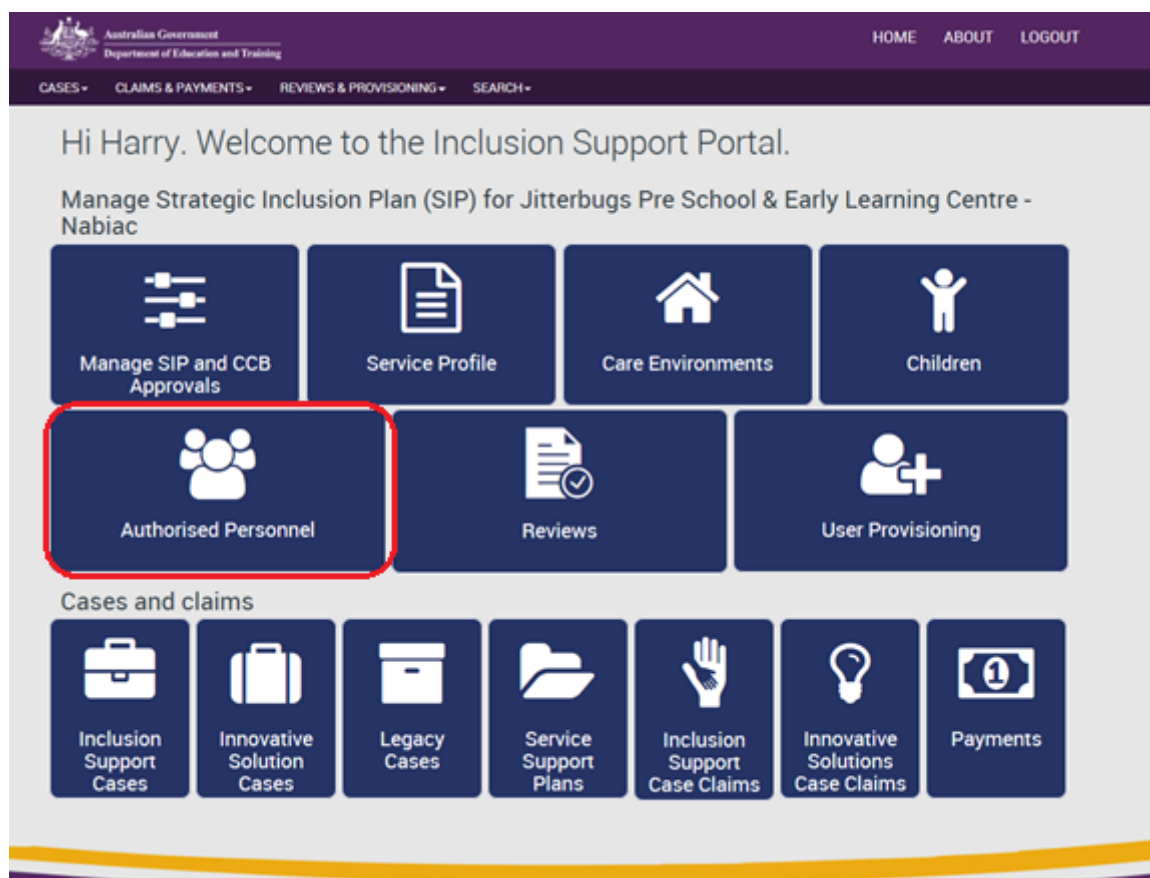 Australian Government
Department of Education and Training
HOME ABOUT LOGOUT
CASES CLAIMS & PAYMENTS REVIEWS & PROVISIONING SEARCH
Hi Harry. Welcome to the Inclusion Support Portal.
Manage Strategic Inclusion Plan (SIP) for Jitterbugs Pre School & Early Learning Centre -
Nabiac
Manage SIP and CCB
Approvals
Service Profile
Care Environments
Children
Authorised Personnel
Reviews
User Provisioning
Cases and claims
Inclusion
Support
Cases
Innovative
Solution
Cases
Legacy
Cases
Service
Support
Plans
Inclusion
Support
Case Claims
Innovative
Solutions
Case Claims
1
Payments